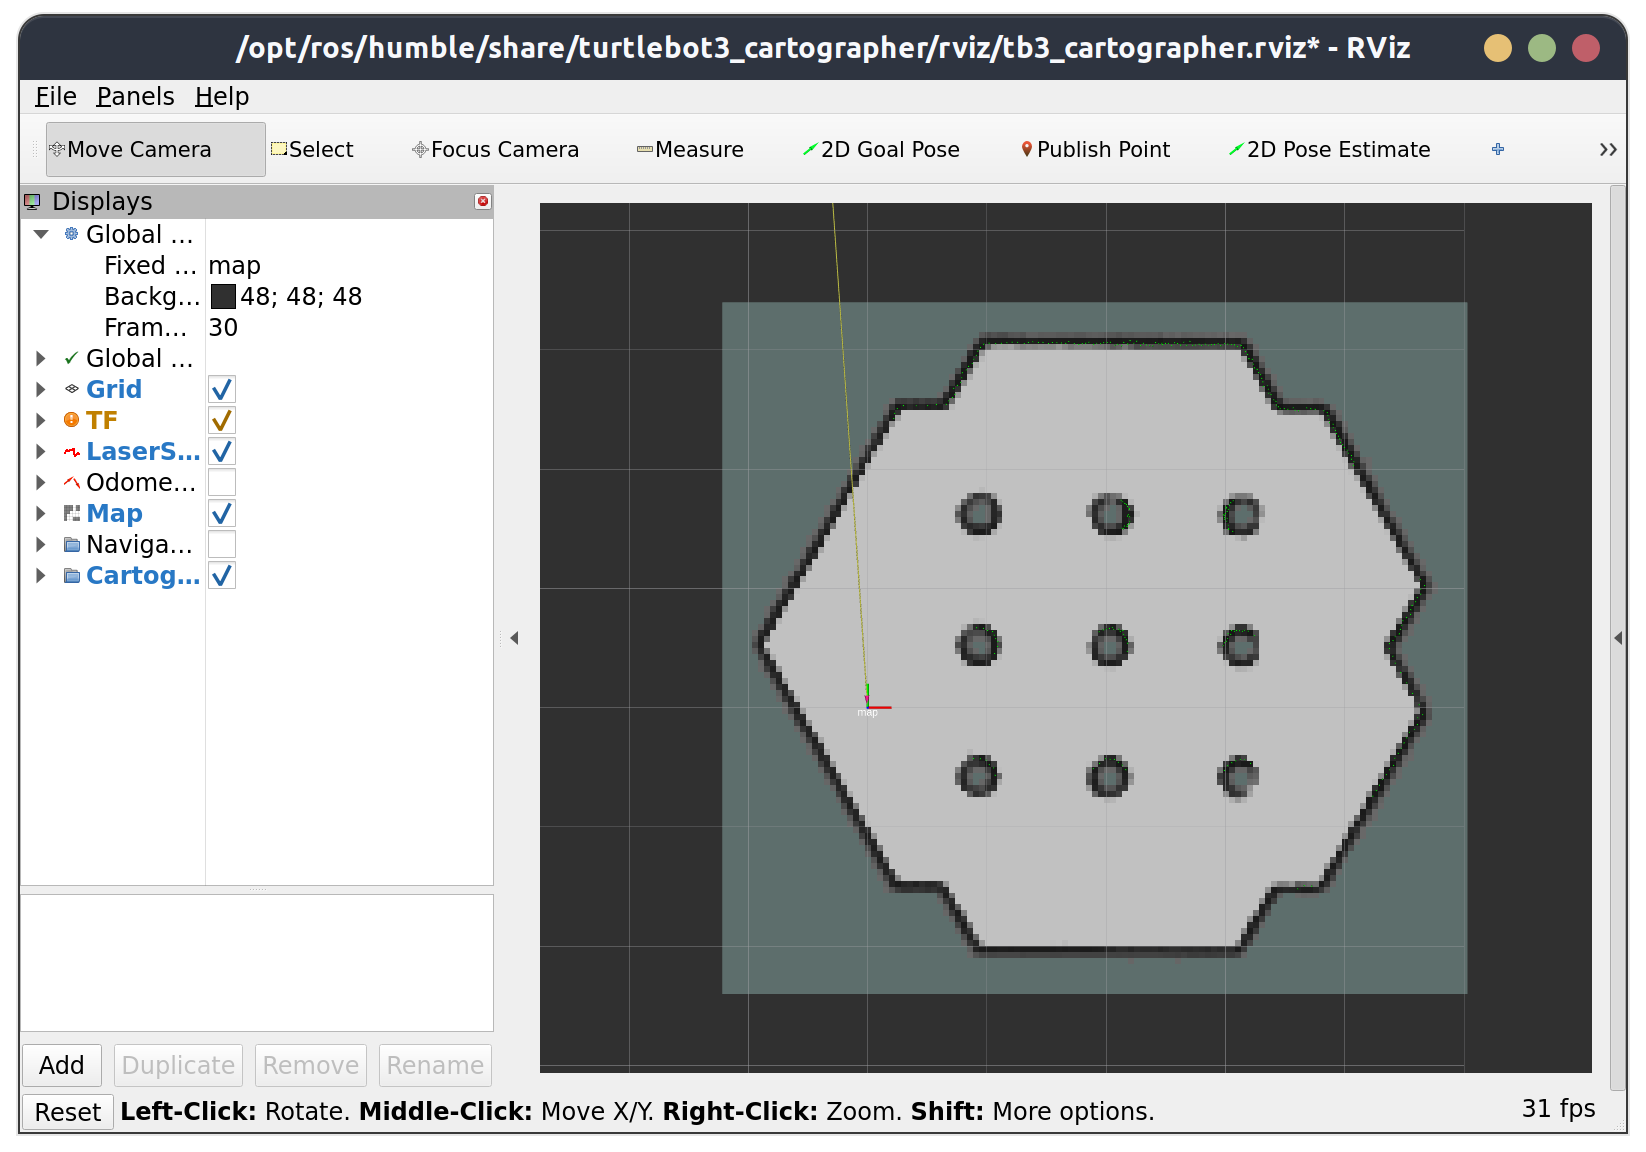 /opt/ros/humble/share/turtlebot3_cartographer/rviz/tb3_cartographer.rviz* - RViz
File Panels Help
Move Camera Select Focus Camera Measure 2D Goal Pose Publish Point 2D Pose Estimate
Displays
Global ...
Fixed ... map
Backg... 48; 48; 48
Fram... 30
Global ...
Grid
TF
LaserS...
Odome...
Map
Naviga...
Cartog...
map
Add Duplicate Remove Rename
Reset Left-Click: Rotate. Middle-Click: Move X/Y. Right-Click: Zoom. Shift: More options. 31 fps